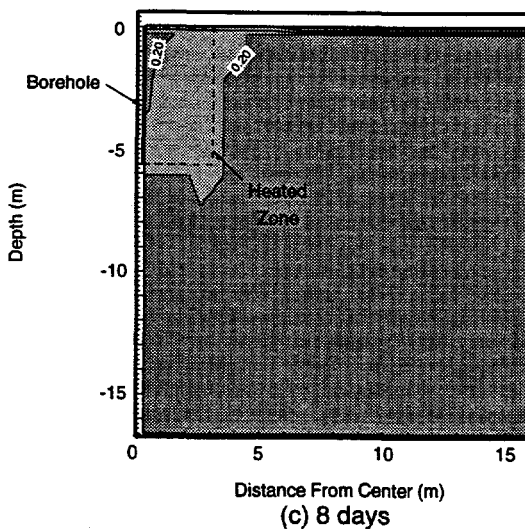 0
0.20
0.20
Borehole
-5
Heated
Zone
Depth (m)
-10
-15
0
5
10
15
Distance From Center (m)
(c) 8 days